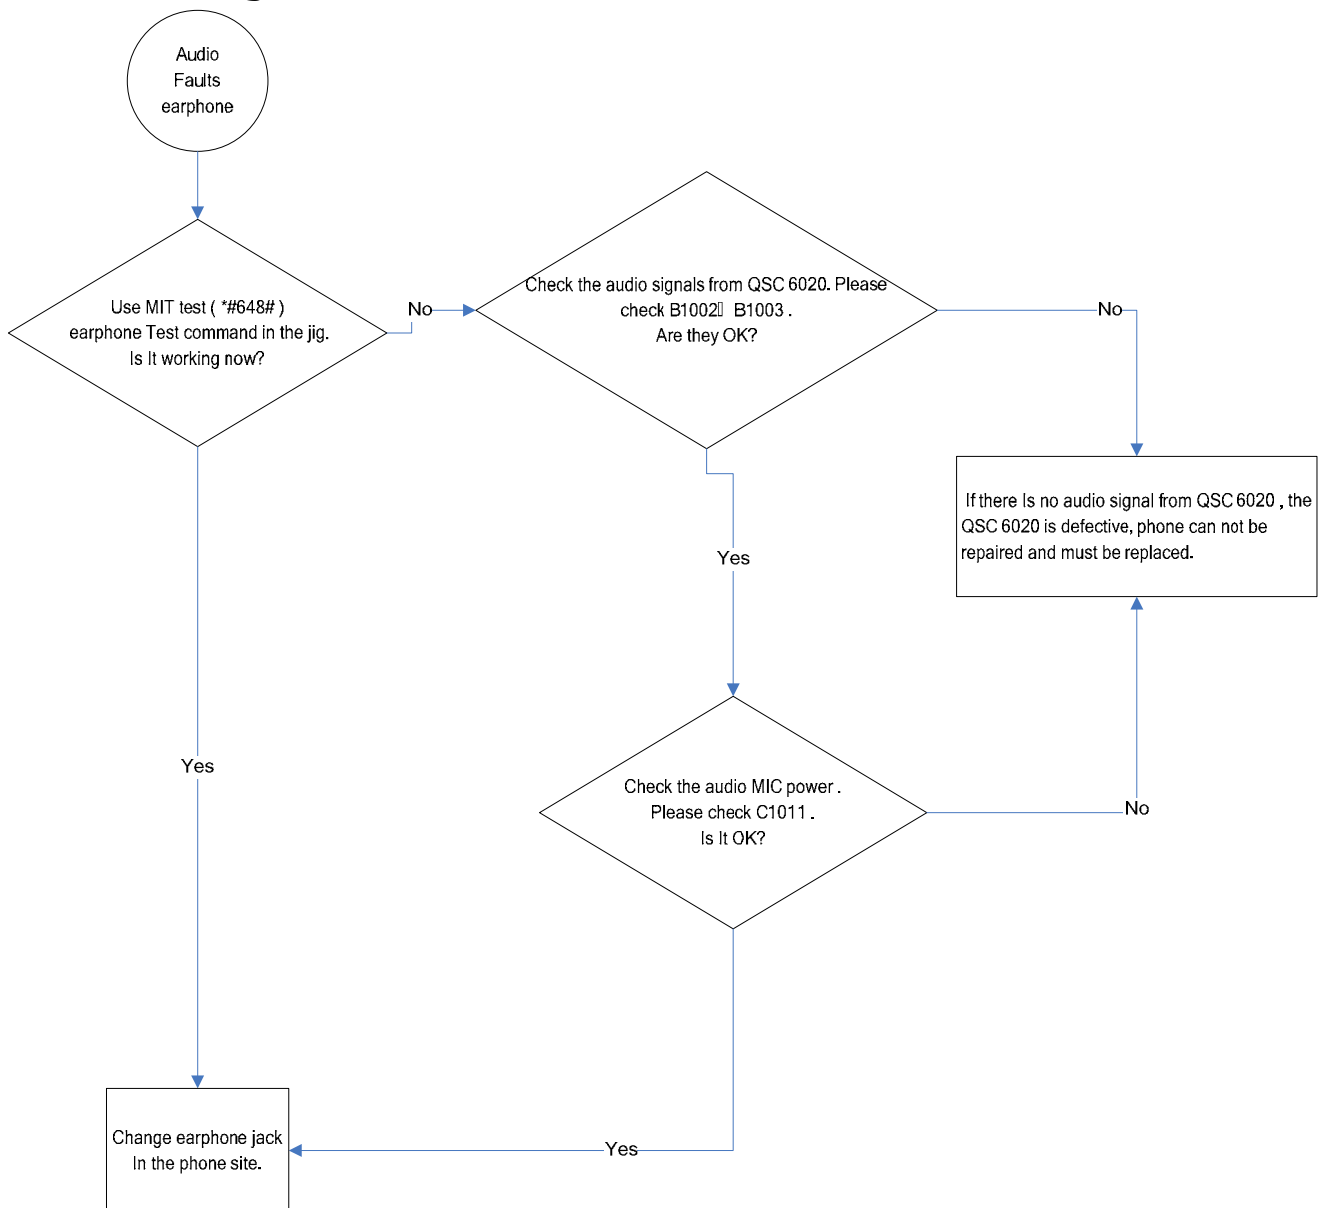 Audio
Faults
earphone
Use MIT test ( *#648# )
earphone Test command in the jig.
Is It working now?
No
Check the audio signals from QSC 6020. Please
check B1002▯ B1003 .
Are they OK?
No
If there Is no audio signal from QSC 6020 , the
QSC 6020 is defective, phone can not be
repaired and must be replaced.
Yes
Yes
Check the audio MIC power .
Please check C1011 .
Is It OK?
No
Change earphone jack
In the phone site.
Yes